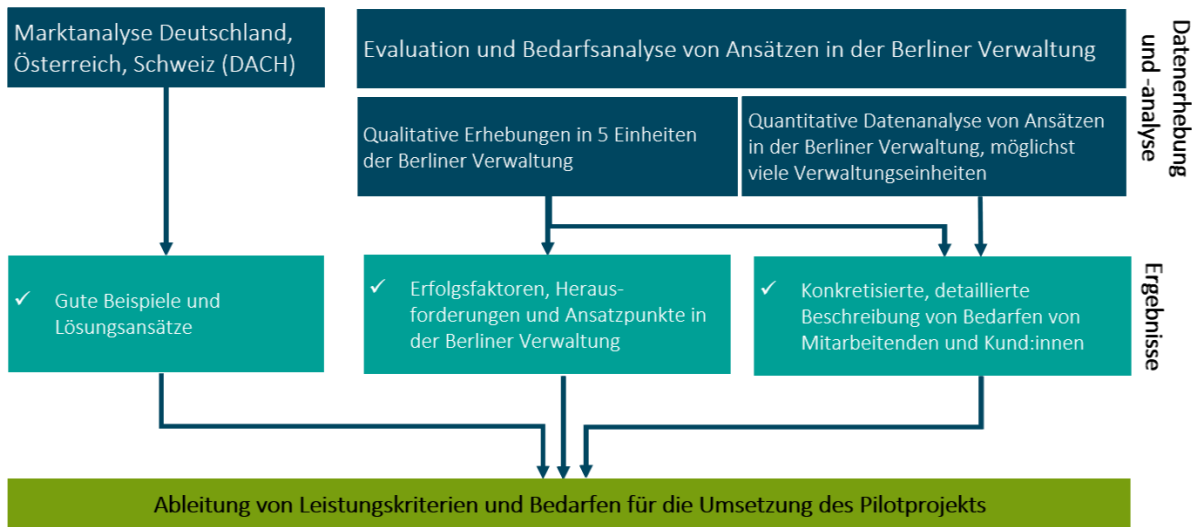 Marktanalyse Deutschland,
Österreich, Schweiz (DACH)
Evaluation und Bedarfsanalyse von Ansätzen in der Berliner Verwaltung
Qualitative Erhebungen in 5 Einheiten
der Berliner Verwaltung
Quantitative Datenanalyse von Ansätzen
in der Berliner Verwaltung, möglichst
viele Verwaltungseinheiten
Datenerhebung
und -analyse
✓ Gute Beispiele und
Lösungsansätze
✓ Erfolgsfaktoren, Heraus-
forderungen und Ansatzpunkte in
der Berliner Verwaltung
✓ Konkretisierte, detaillierte
Beschreibung von Bedarfen von
Mitarbeitenden und Kund:innen
Ergebnisse
Ableitung von Leistungskriterien und Bedarfen für die Umsetzung des Pilotprojekts